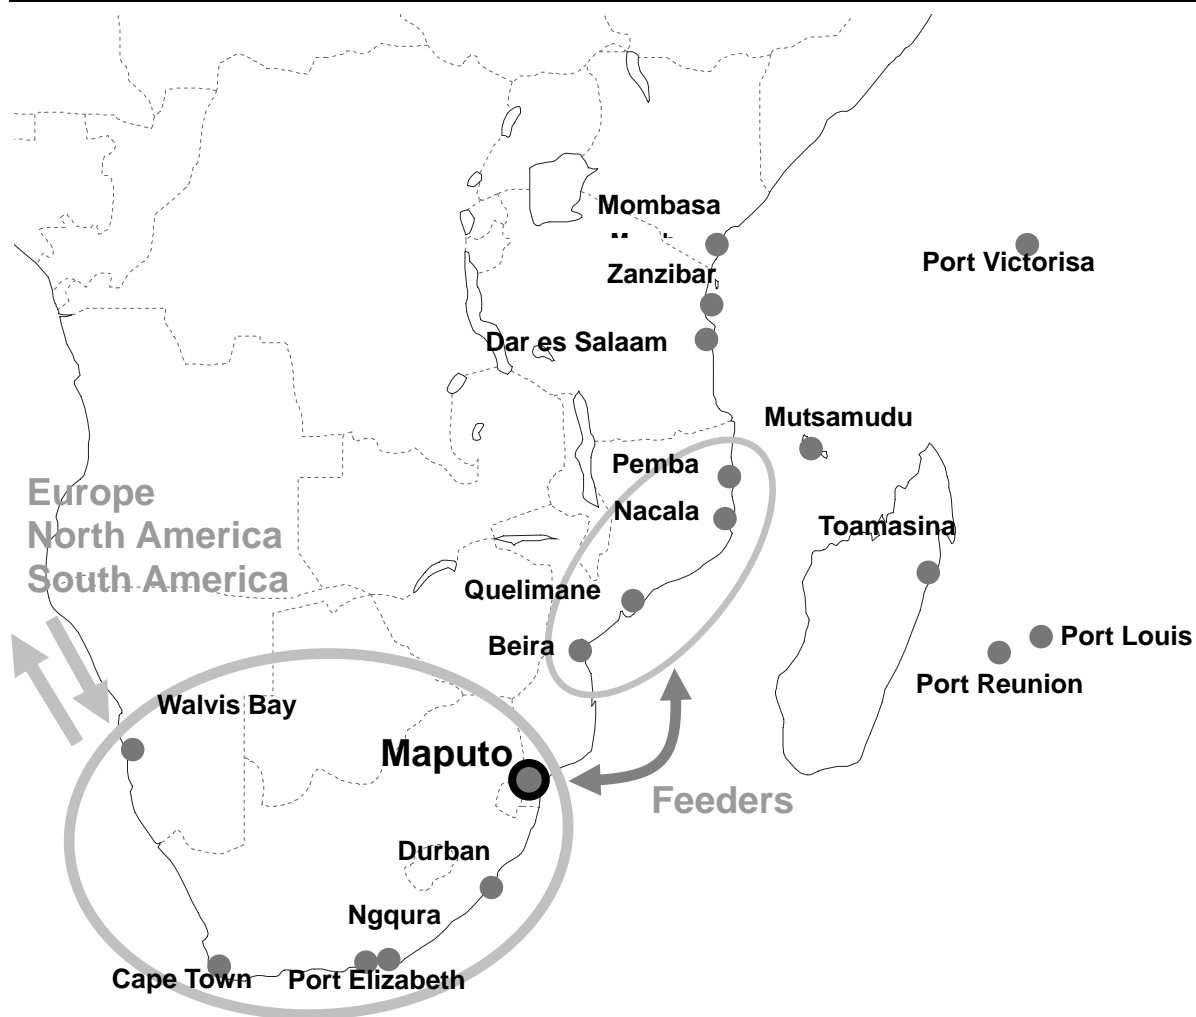 Mombasa
Port Victorisa
Zanzibar
Dar es Salaam
Mutsamudu
Pemba
Nacala
Toamasina
Europe
North America
South America
Quelimane
Beira
Port Louis
Port Reunion
Walvis Bay
Maputo
Feeders
Durban
Ngqura
Cape Town
Port Elizabeth